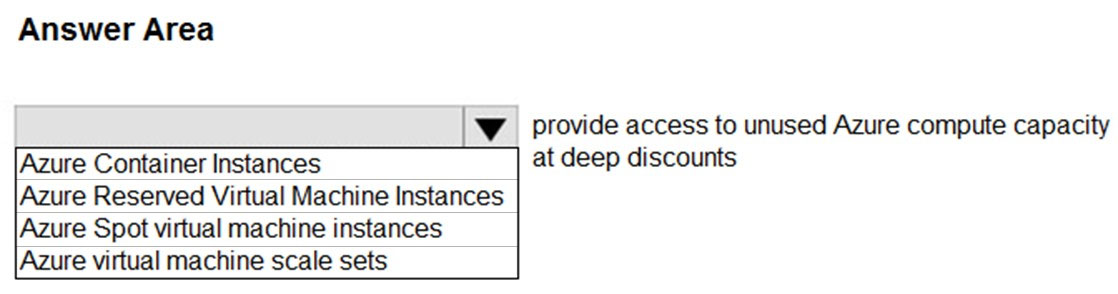 Answer Area
provide access to unused Azure compute capacity
at deep discounts
Azure Container Instances
Azure Reserved Virtual Machine Instances
Azure Spot virtual machine instances
Azure virtual machine scale sets